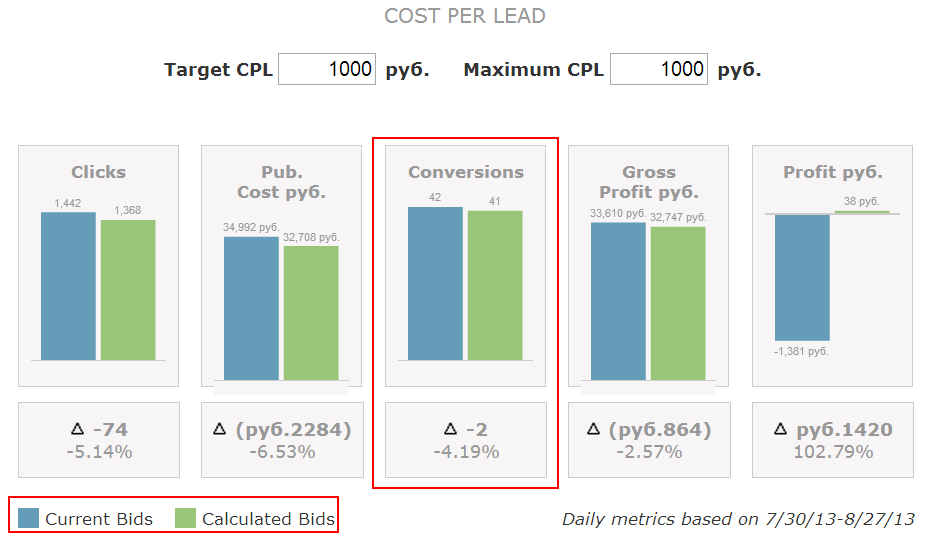 COST PER LEAD
Target CPL 1000 руб. Maximum CPL 1000 руб.
Clicks
1,442
1,368
Δ -74
-5.14%
Pub.
Cost руб.
34,992 руб.
32,708 руб.
Δ (руб.2284)
-6.53%
Conversions
42
41
Δ -2
-4.19%
Gross
Profit руб.
33,610 руб.
32,747 руб.
Δ (руб.864)
-2.57%
Profit руб.
38 руб.
-1,381 руб.
Δ руб.1420
102.79%
Current Bids Calculated Bids
Daily metrics based on 7/30/13-8/27/13